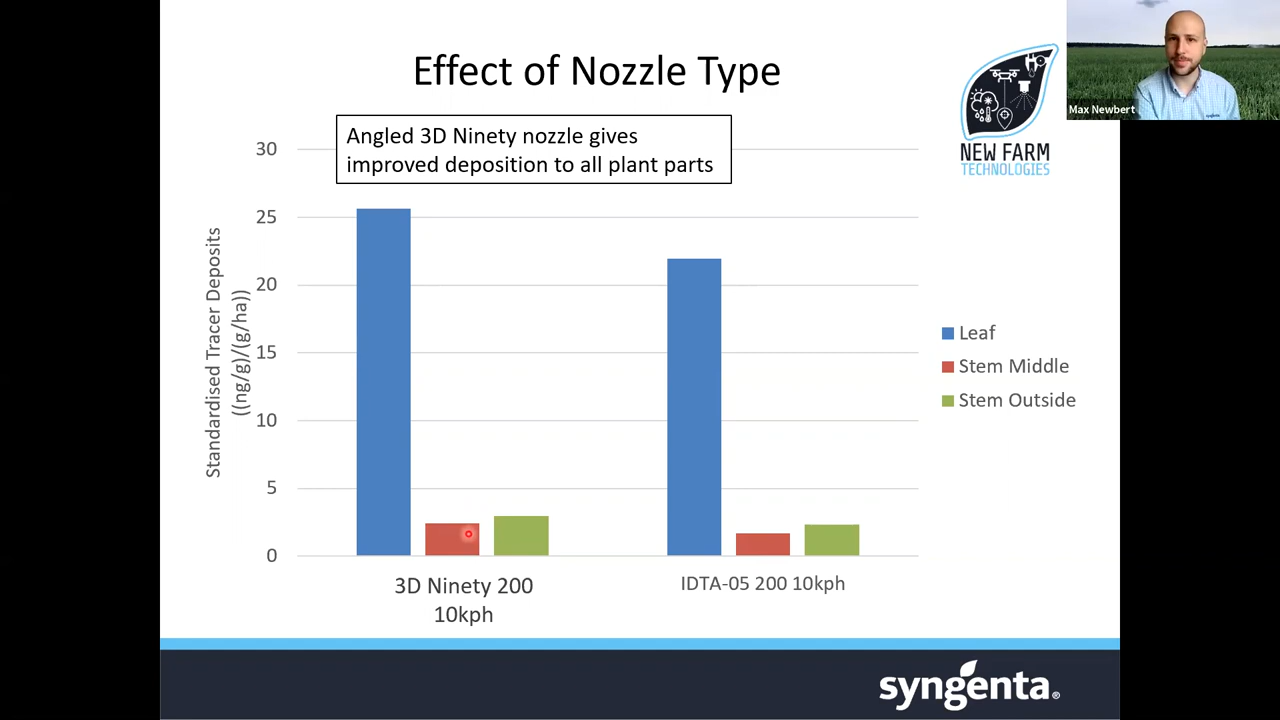 Effect of Nozzle Type
Angled 3D Ninety nozzle gives
improved deposition to all plant parts
NEW FARM
TECHNOLOGIES
Max Newbert
syngenta
Standardised Tracer Deposits
((ng/g)/(g/ha))
30
25
20
15
10
5
0
3D Ninety 200
10kph
IDTA-05 200 10kph
Leaf
Stem Middle
Stem Outside
syngenta®